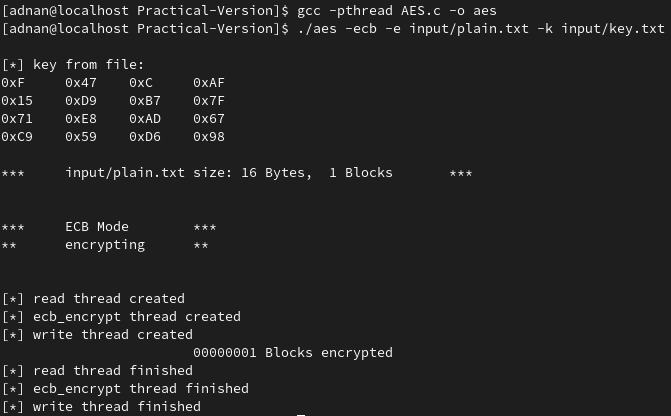 [adnan@localhost Practical-Version]$ gcc -pthread AES.c -o aes
[adnan@localhost Practical-Version]$ ./aes -ecb -e input/plain.txt -k input/key.txt
[*] key from file:
0xF 0x47 0xC 0xAF
0x15 0xD9 0xB7 0x7F
0x71 0xE8 0xAD 0x67
0xC9 0x59 0xD6 0x98
*** input/plain.txt size: 16 Bytes, 1 Blocks ***
*** ECB Mode ***
** encrypting **
[*] read thread created
[*] ecb_encrypt thread created
[*] write thread created
00000001 Blocks encrypted
[*] read thread finished
[*] ecb_encrypt thread finished
[*] write thread finished